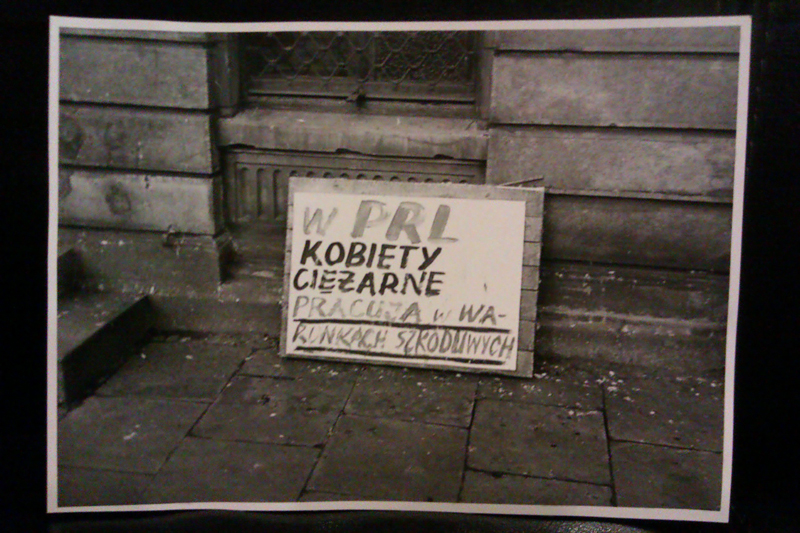 W PRL
KOBIETY
CIĘŻARNE
PRACUJĄ W WA-
RUNKACH SZKODLIWYCH